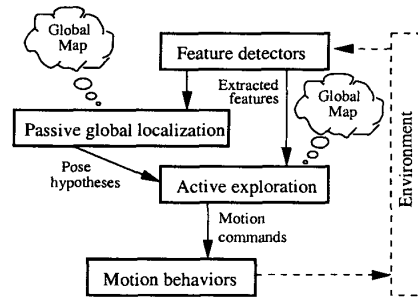 Global
Map
Feature detectors
Extracted
features
Global
Map
Passive global localization
Pose
hypotheses
Active exploration
Environment
Motion
commands
Motion behaviors